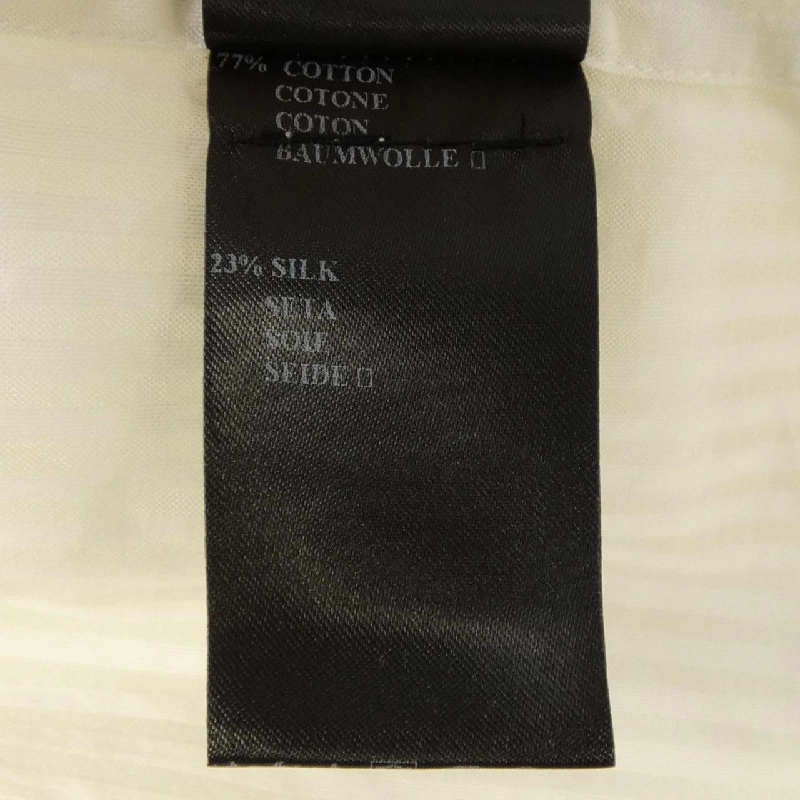 77% COTTON
COTONE
COTON
BAUMWOLLE
23% SILK
SETA
SOIE
SEIDE